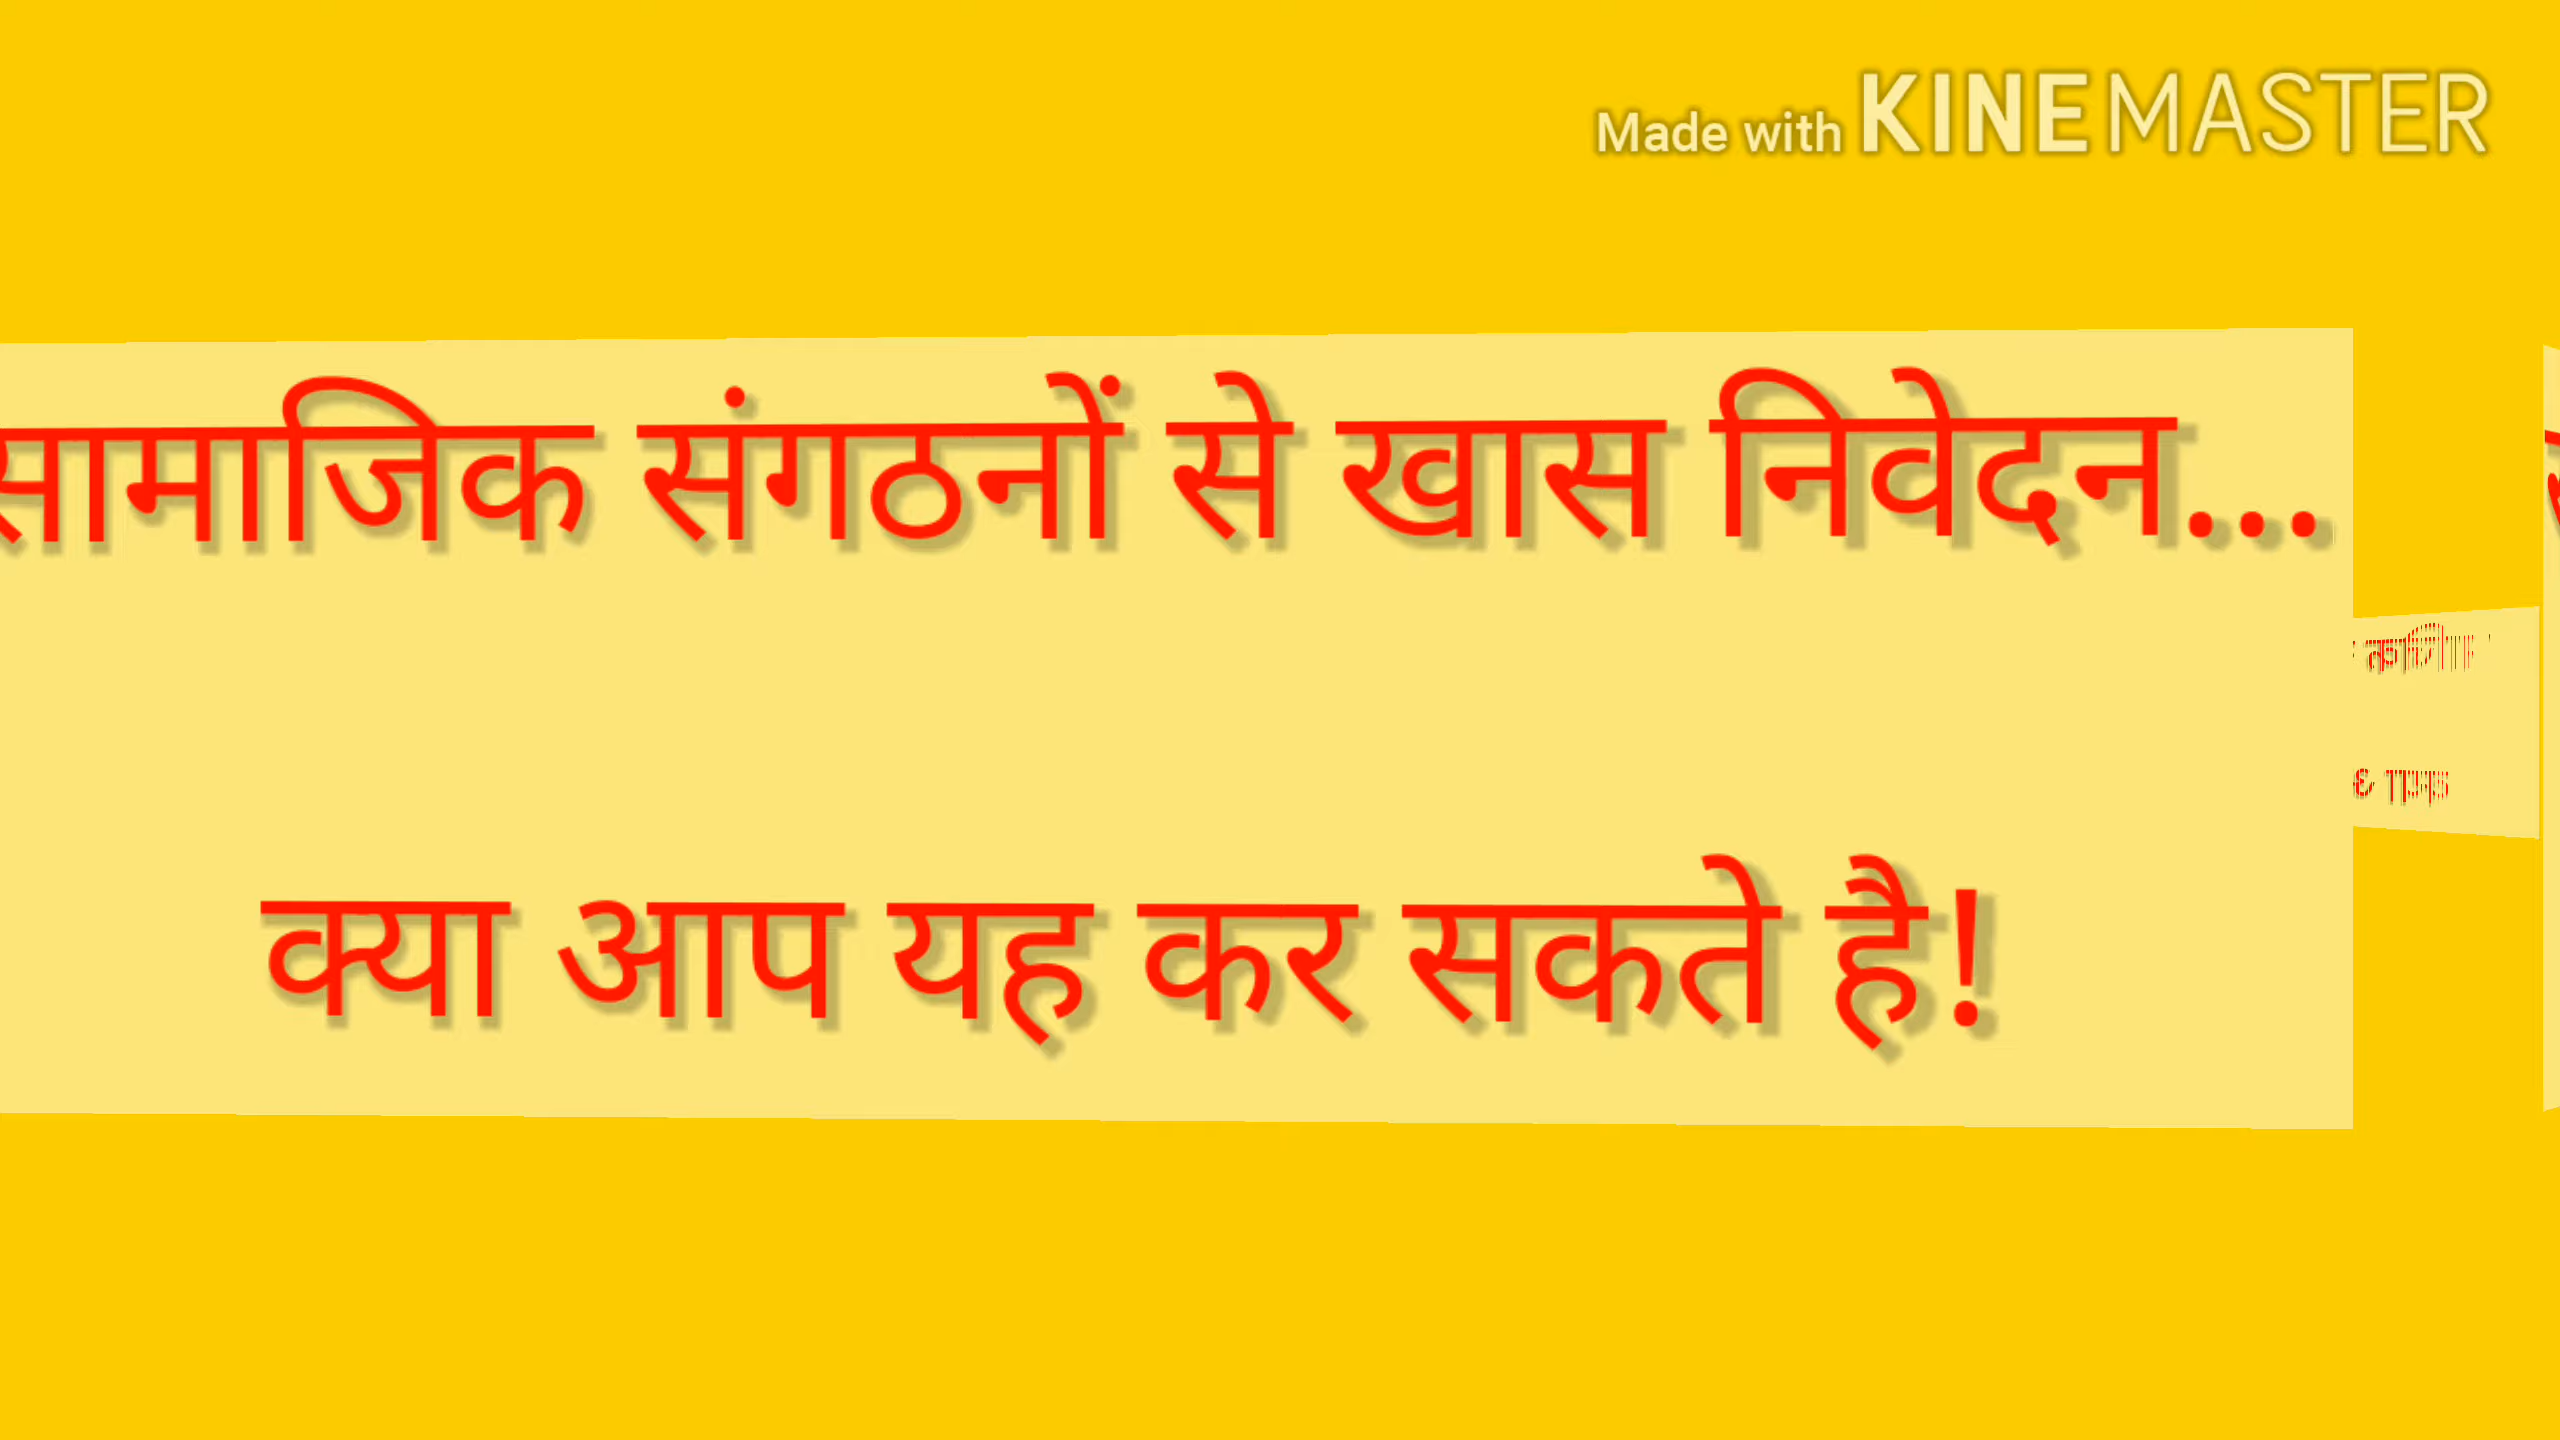 Made with KINEMASTER
सामाजिक संगठनों से खास निवेदन...
क्या आप यह कर सकते है!